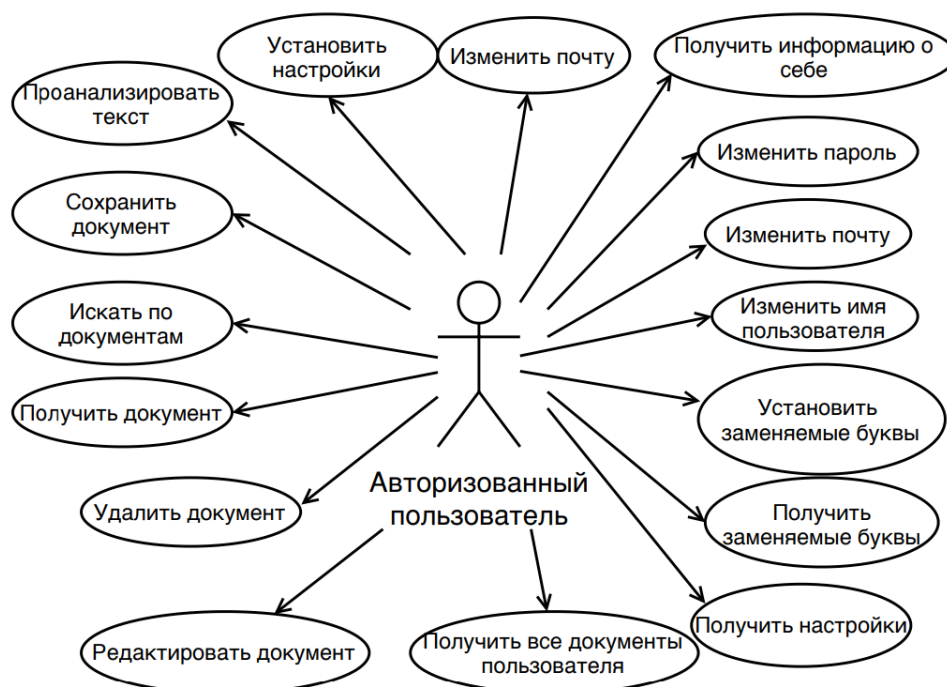 Установить
настройки
Изменить почту
Получить информацию о
себе
Проанализировать
текст
Изменить пароль
Сохранить
документ
Изменить почту
Искать по
документам
Изменить имя
пользователя
Получить документ
Установить
заменяемые буквы
Авторизованный
пользователь
Удалить документ
Получить
заменяемые буквы
Редактировать документ
Получить все документы
пользователя
Получить настройки